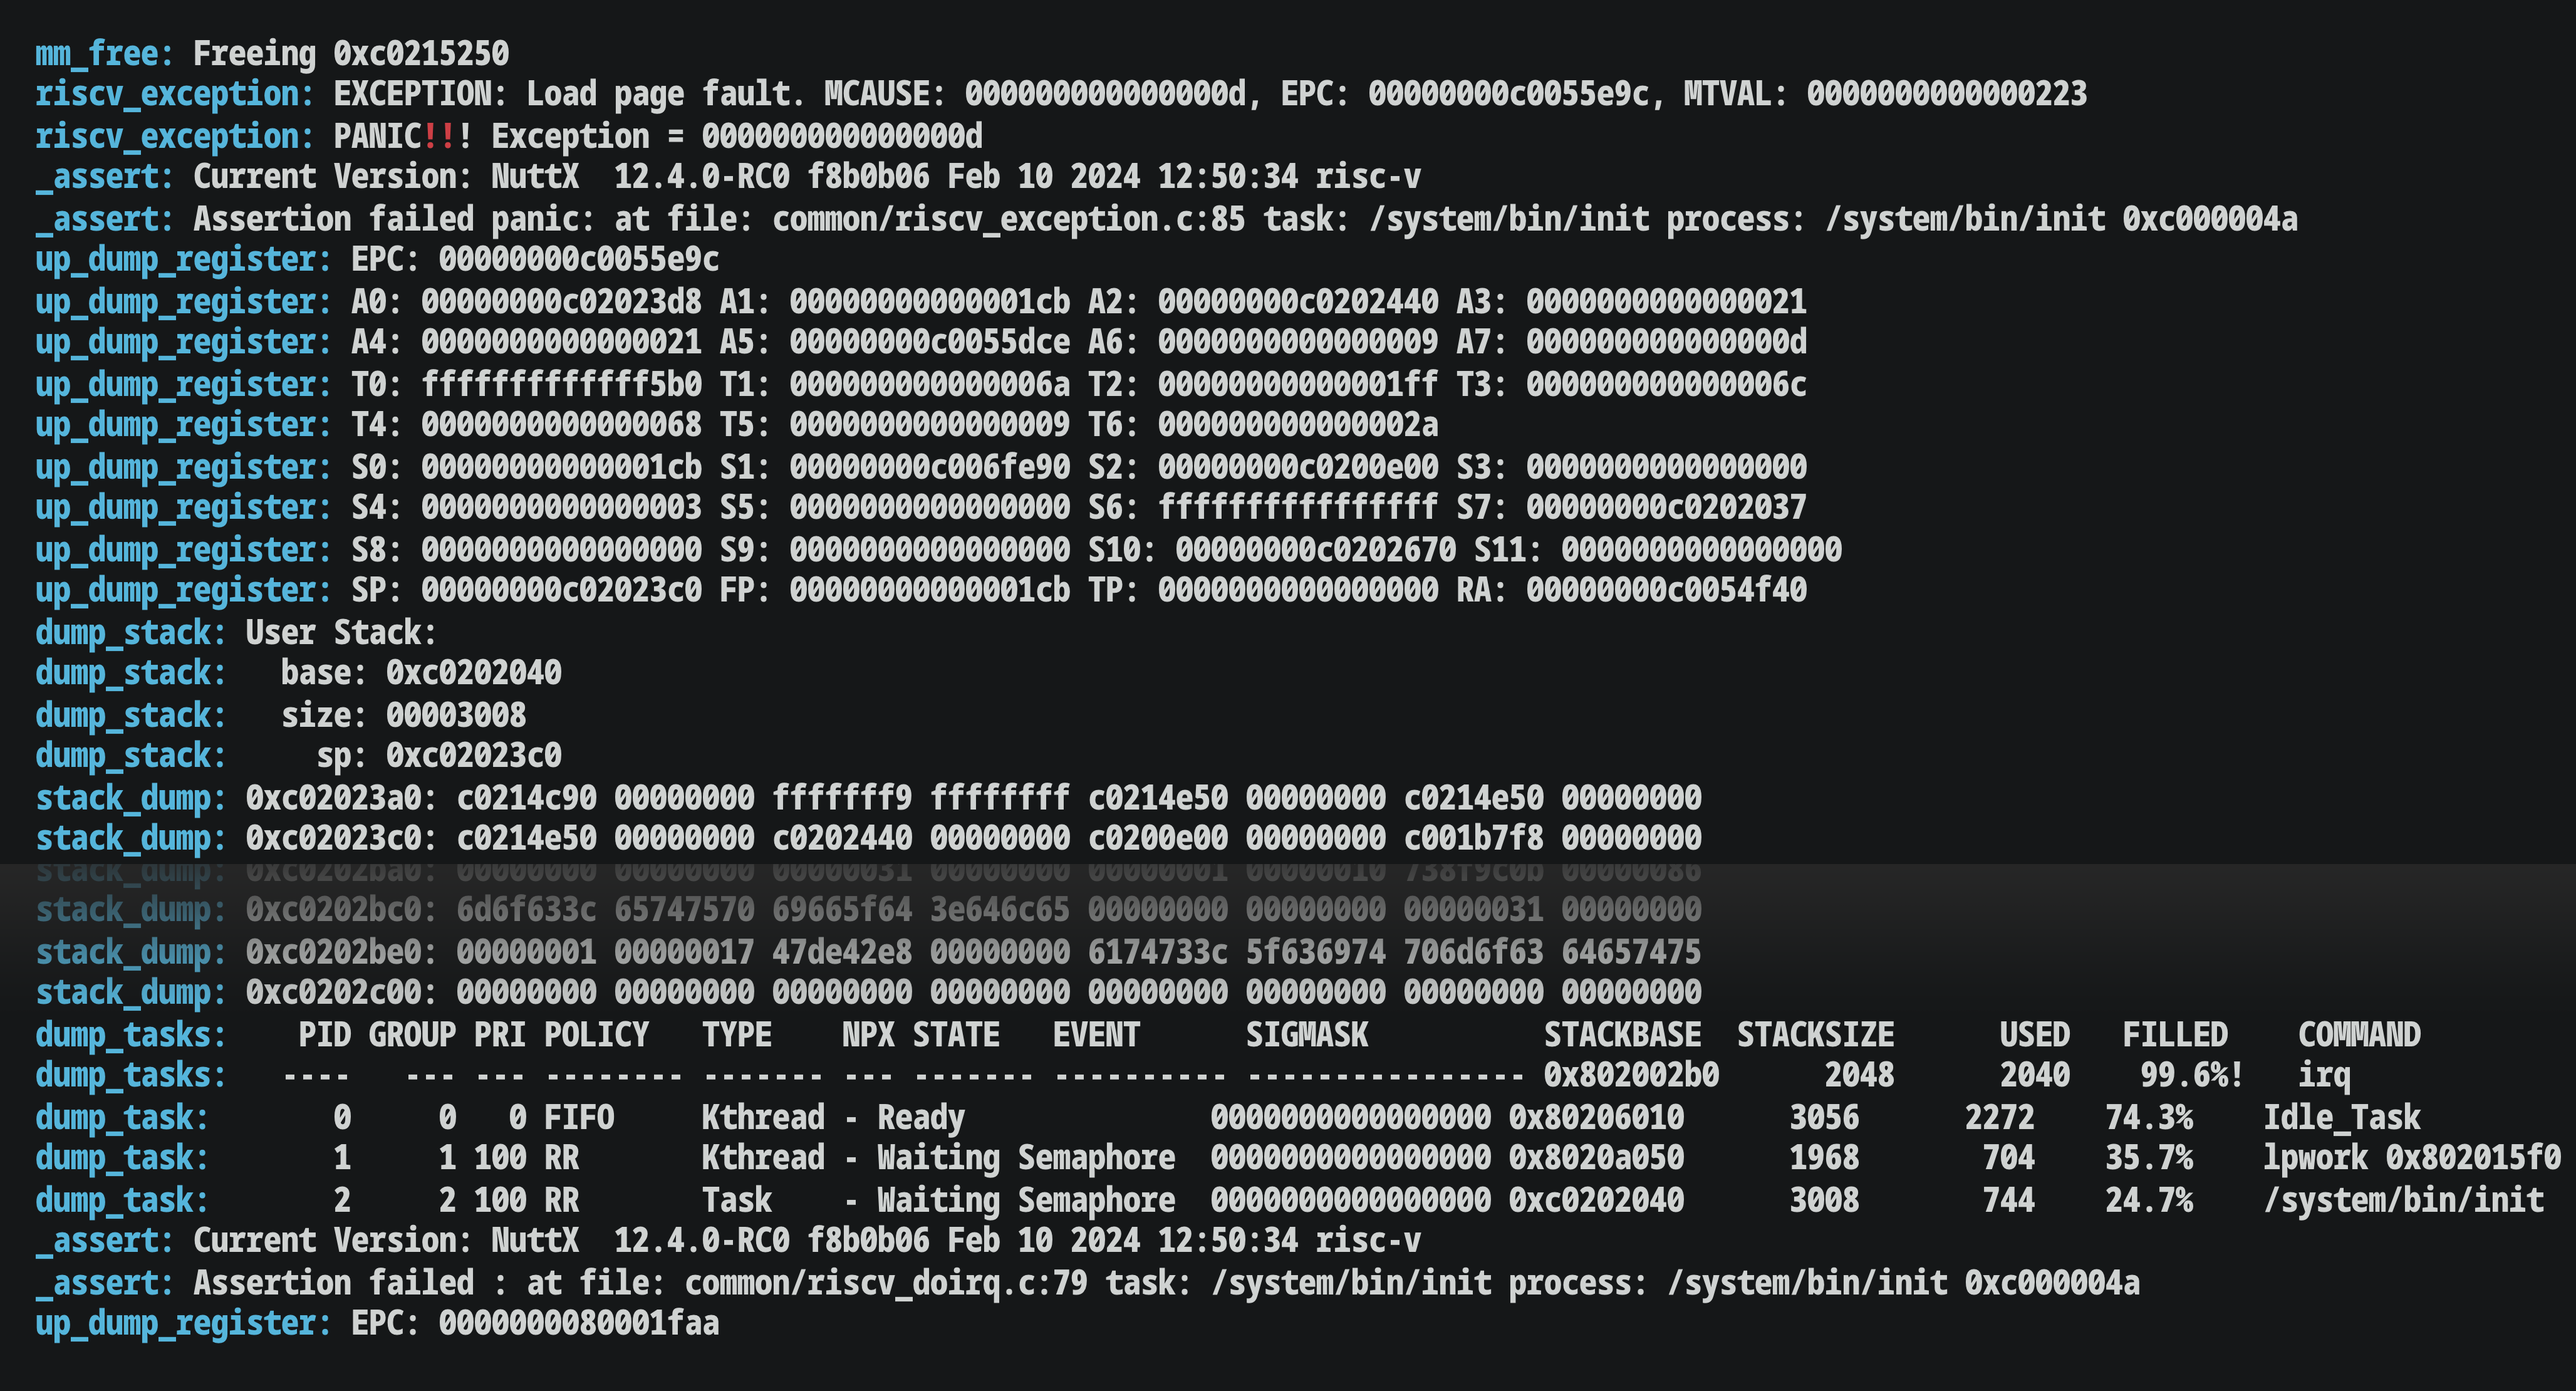 mm_free: Freeing 0xc0215250
riscv_exception: EXCEPTION: Load page fault. MCAUSE: 000000000000000d, EPC: 00000000c0055e9c, MTVAL: 0000000000000223
riscv_exception: PANIC!!! Exception = 000000000000000d
_assert: Current Version: NuttX  12.4.0-RC0 f8b0b06 Feb 10 2024 12:50:34 risc-v
_assert: Assertion failed panic: at file: common/riscv_exception.c:85 task: /system/bin/init process: /system/bin/init 0xc000004a
up_dump_register: EPC: 00000000c0055e9c
up_dump_register: A0: 00000000c02023d8 A1: 00000000000001cb A2: 00000000c0202440 A3: 0000000000000021
up_dump_register: A4: 0000000000000021 A5: 00000000c0055dce A6: 0000000000000009 A7: 000000000000000d
up_dump_register: T0: fffffffffffff5b0 T1: 000000000000006a T2: 00000000000001ff T3: 000000000000006c
up_dump_register: T4: 0000000000000068 T5: 0000000000000009 T6: 000000000000002a
up_dump_register: S0: 00000000000001cb S1: 00000000c006fe90 S2: 00000000c0200e00 S3: 0000000000000000
up_dump_register: S4: 0000000000000003 S5: 0000000000000000 S6: ffffffffffffffff S7: 00000000c0202037
up_dump_register: S8: 0000000000000000 S9: 0000000000000000 S10: 00000000c0202670 S11: 0000000000000000
up_dump_register: SP: 00000000c02023c0 FP: 00000000000001cb TP: 0000000000000000 RA: 00000000c0054f40
dump_stack: User Stack:
dump_stack:   base: 0xc0202040
dump_stack:   size: 00003008
dump_stack:     sp: 0xc02023c0
stack_dump: 0xc02023a0: c0214c90 00000000 fffffff9 ffffffff c0214e50 00000000 c0214e50 00000000
stack_dump: 0xc02023c0: c0214e50 00000000 c0202440 00000000 c0200e00 00000000 c001b7f8 00000000
stack_dump: 0xc0202ba0: 00000000 00000000 00000031 00000000 00000001 00000010 738f9c0b 00000086
stack_dump: 0xc0202bc0: 6d6f633c 65747570 69665f64 3e646c65 00000000 00000000 00000031 00000000
stack_dump: 0xc0202be0: 00000001 00000017 47de42e8 00000000 6174733c 5f636974 706d6f63 64657475
stack_dump: 0xc0202c00: 00000000 00000000 00000000 00000000 00000000 00000000 00000000 00000000
dump_tasks:    PID GROUP PRI POLICY   TYPE    NPX STATE   EVENT      SIGMASK          STACKBASE  STACKSIZE      USED   FILLED    COMMAND
dump_tasks:   ----   --- --- -------- ------- --- ------- ---------- ---------------- 0x802002b0      2048      2040    99.6%!   irq
dump_task:       0     0   0 FIFO     Kthread - Ready              0000000000000000 0x80206010      3056      2272    74.3%    Idle_Task
dump_task:       1     1 100 RR       Kthread - Waiting Semaphore  0000000000000000 0x8020a050      1968       704    35.7%    lpwork 0x802015f0
dump_task:       2     2 100 RR       Task    - Waiting Semaphore  0000000000000000 0xc0202040      3008       744    24.7%    /system/bin/init
_assert: Current Version: NuttX  12.4.0-RC0 f8b0b06 Feb 10 2024 12:50:34 risc-v
_assert: Assertion failed : at file: common/riscv_doirq.c:79 task: /system/bin/init process: /system/bin/init 0xc000004a
up_dump_register: EPC: 0000000080001faa